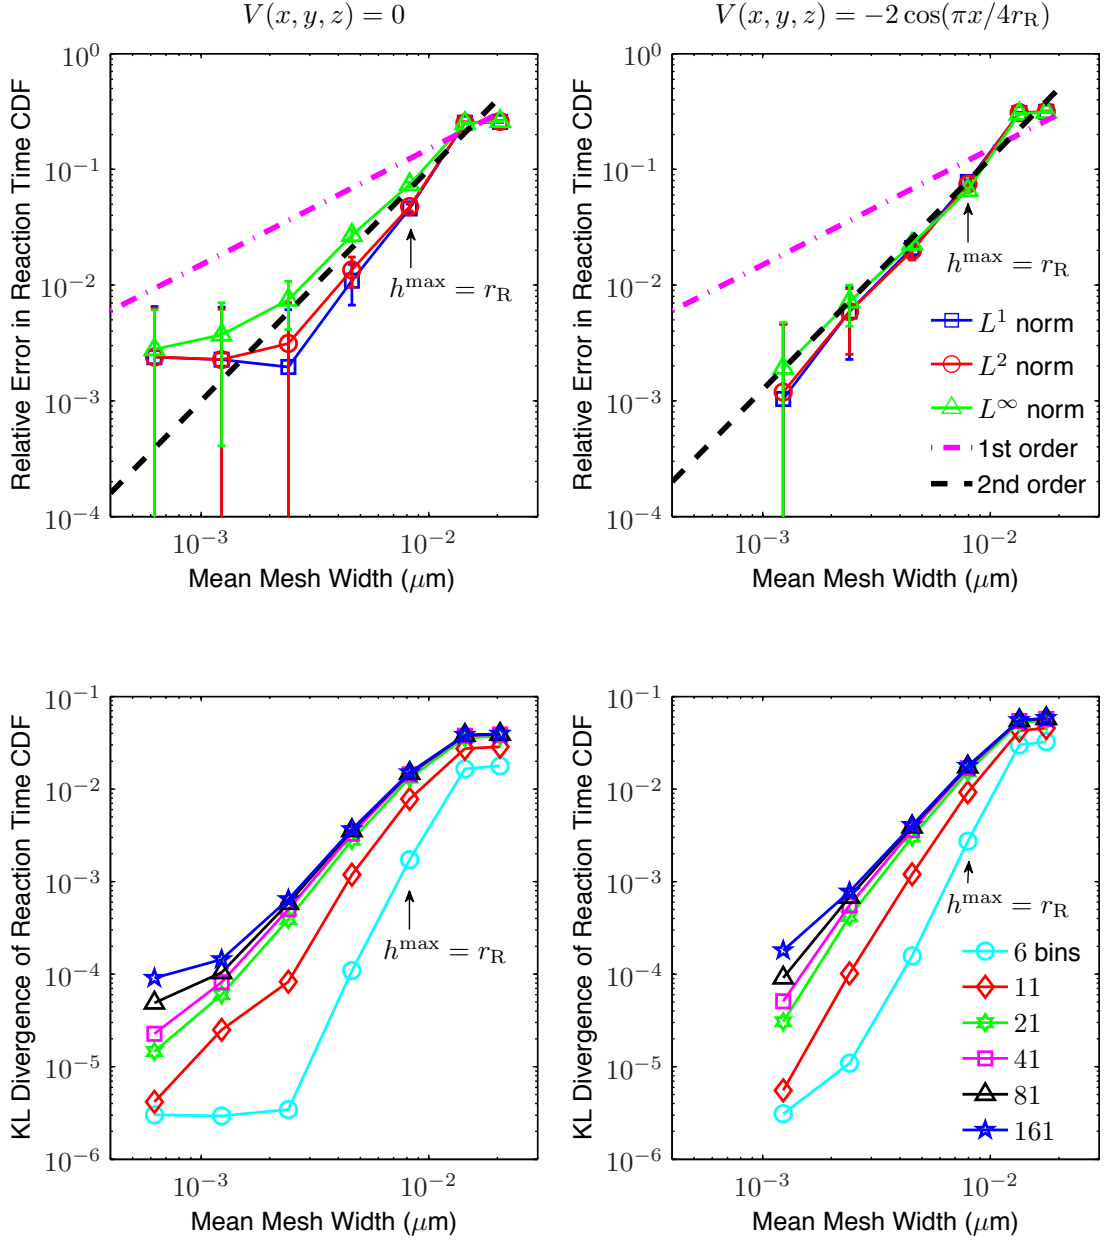 V(x, y, z) = 0
V(x, y, z) = −2 cos(πx/4r_R)
Relative Error in Reaction Time CDF
10^0
10^−1
10^−2
10^−3
10^−4
h^max = r_R
10^−3
10^−2
Mean Mesh Width (μm)
Relative Error in Reaction Time CDF
10^0
10^−1
10^−2
10^−3
10^−4
h^max = r_R
L^1 norm
L^2 norm
L^∞ norm
1st order
2nd order
10^−3
10^−2
Mean Mesh Width (μm)
KL Divergence of Reaction Time CDF
10^−1
10^−2
10^−3
10^−4
10^−5
10^−6
h^max = r_R
10^−3
10^−2
Mean Mesh Width (μm)
KL Divergence of Reaction Time CDF
10^−1
10^−2
10^−3
10^−4
10^−5
10^−6
h^max = r_R
6 bins
11
21
41
81
161
10^−3
10^−2
Mean Mesh Width (μm)